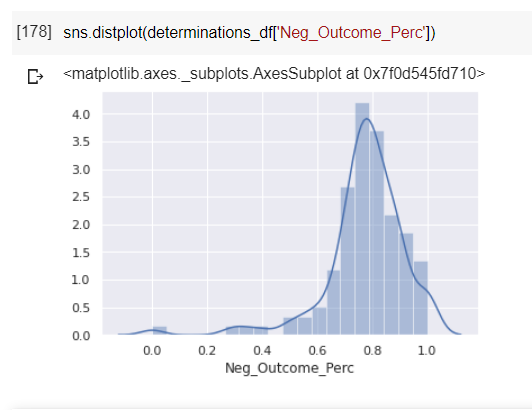 [178] sns.distplot(determinations_df['Neg_Outcome_Perc'])
<matplotlib.axes._subplots.AxesSubplot at 0x7f0d545fd710>
4.0
3.5
3.0
2.5
2.0
1.5
1.0
0.5
0.0
0.0 0.2 0.4 0.6 0.8 1.0
Neg_Outcome_Perc